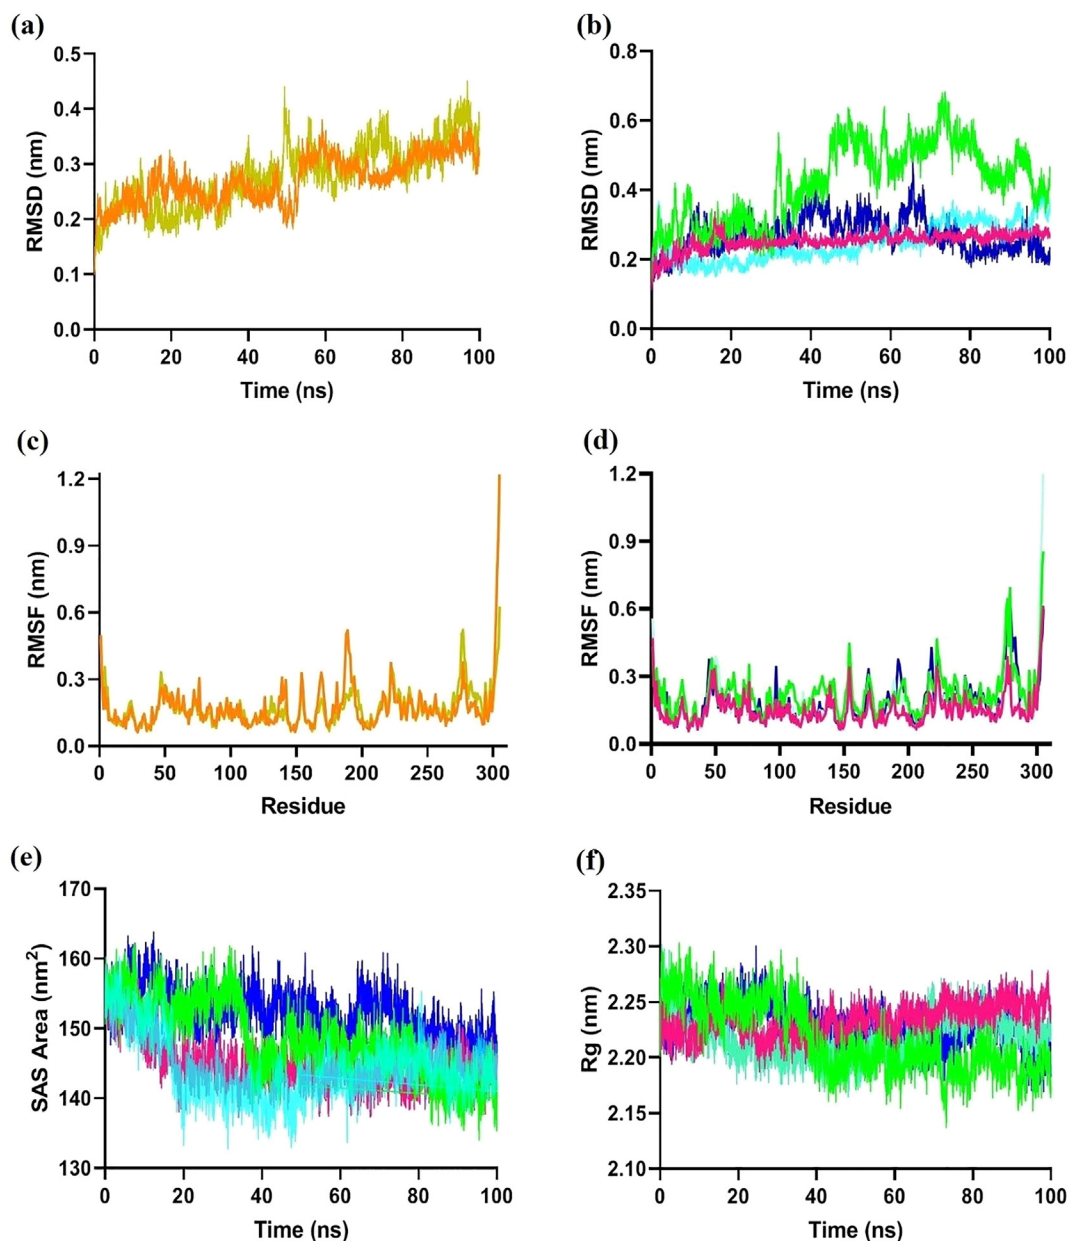 (a)
0.5
0.4
0.3
0.2
0.1
0.0
RMSD (nm)
0 20 40 60 80 100
Time (ns)
(b)
0.8
0.6
0.4
0.2
0.0
RMSD (nm)
0 20 40 60 80 100
Time (ns)
(c)
1.2
0.9
0.6
0.3
0.0
RMSF (nm)
0 50 100 150 200 250 300
Residue
(d)
1.2
0.9
0.6
0.3
0.0
RMSF (nm)
0 50 100 150 200 250 300
Residue
(e)
170
160
150
140
130
SAS Area (nm²)
0 20 40 60 80 100
Time (ns)
(f)
2.35
2.30
2.25
2.20
2.15
2.10
Rg (nm)
0 20 40 60 80 100
Time (ns)